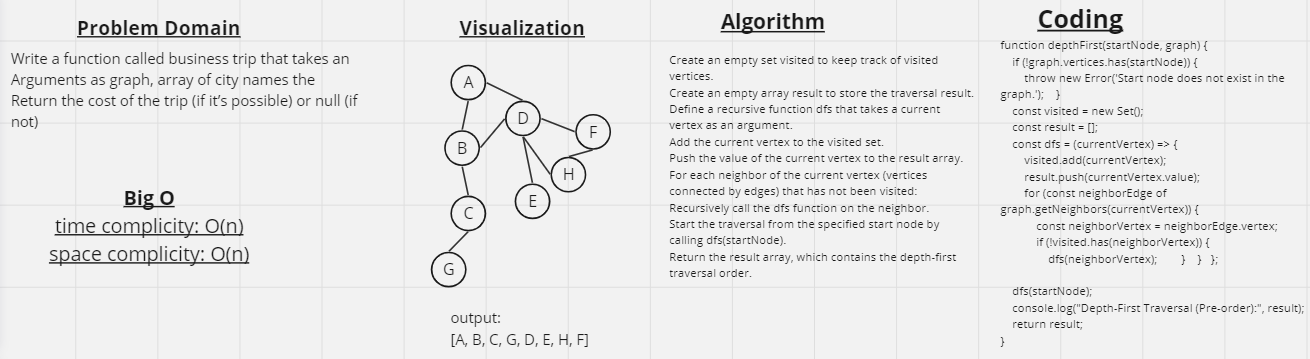 Problem Domain
Write a function called business trip that takes an
Arguments as graph, array of city names the
Return the cost of the trip (if it’s possible) or null (if
not)
Big O
time complicity: O(n)
space complicity: O(n)
Visualization
A
D
F
B
H
E
C
G
output:
[A, B, C, G, D, E, H, F]
Algorithm
Create an empty set visited to keep track of visited
vertices.
Create an empty array result to store the traversal result.
Define a recursive function dfs that takes a current
vertex as an argument.
Add the current vertex to the visited set.
Push the value of the current vertex to the result array.
For each neighbor of the current vertex (vertices
connected by edges) that has not been visited:
Recursively call the dfs function on the neighbor.
Start the traversal from the specified start node by
calling dfs(startNode).
Return the result array, which contains the depth-first
traversal order.
Coding
function depthFirst(startNode, graph) {
if (!graph.vertices.has(startNode)) {
throw new Error('Start node does not exist in the
graph.'); }
const visited = new Set();
const result = [];
const dfs = (currentVertex) => {
visited.add(currentVertex);
result.push(currentVertex.value);
for (const neighborEdge of
graph.getNeighbors(currentVertex)) {
const neighborVertex = neighborEdge.vertex;
if (!visited.has(neighborVertex)) {
dfs(neighborVertex); } } };
dfs(startNode);
console.log("Depth-First Traversal (Pre-order):", result);
return result;
}